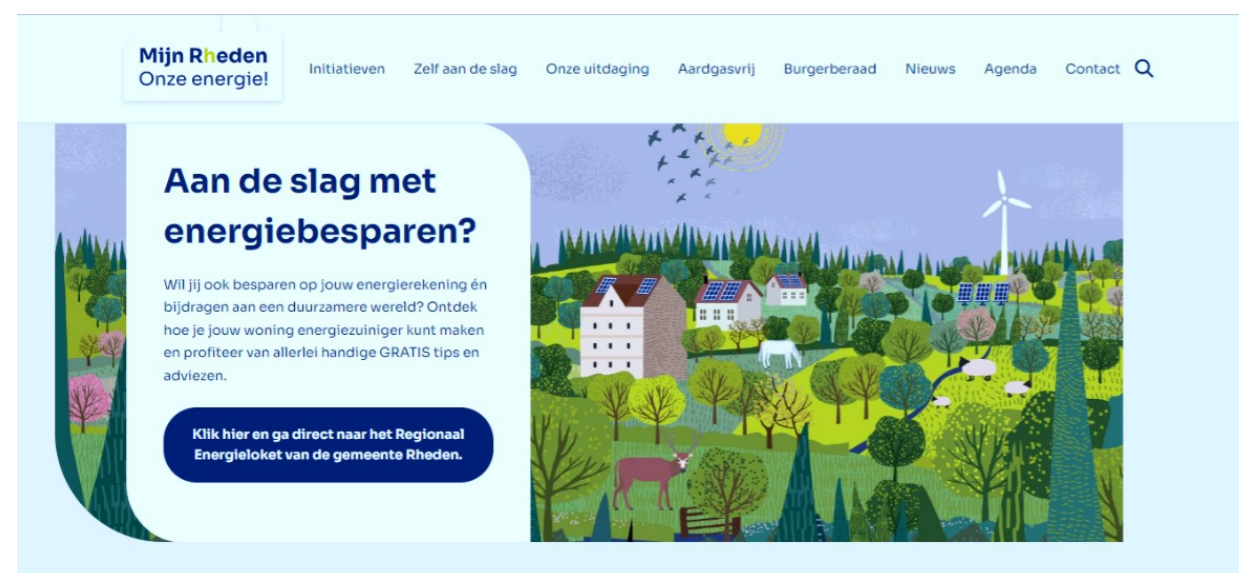 Mijn Rheden
Onze energie!
Initiatieven Zelf aan de slag Onze uitdaging Aardgasvrij Burgerberaad Nieuws Agenda Contact
Aan de slag met
energiebesparen?
Wil jij ook besparen op jouw energierekening én
bijdragen aan een duurzamere wereld? Ontdek
hoe je jouw woning energiezuiniger kunt maken
en profiteer van allerlei handige GRATIS tips en
adviezen.
Klik hier en ga direct naar het Regionaal
Energieloket van de gemeente Rheden.